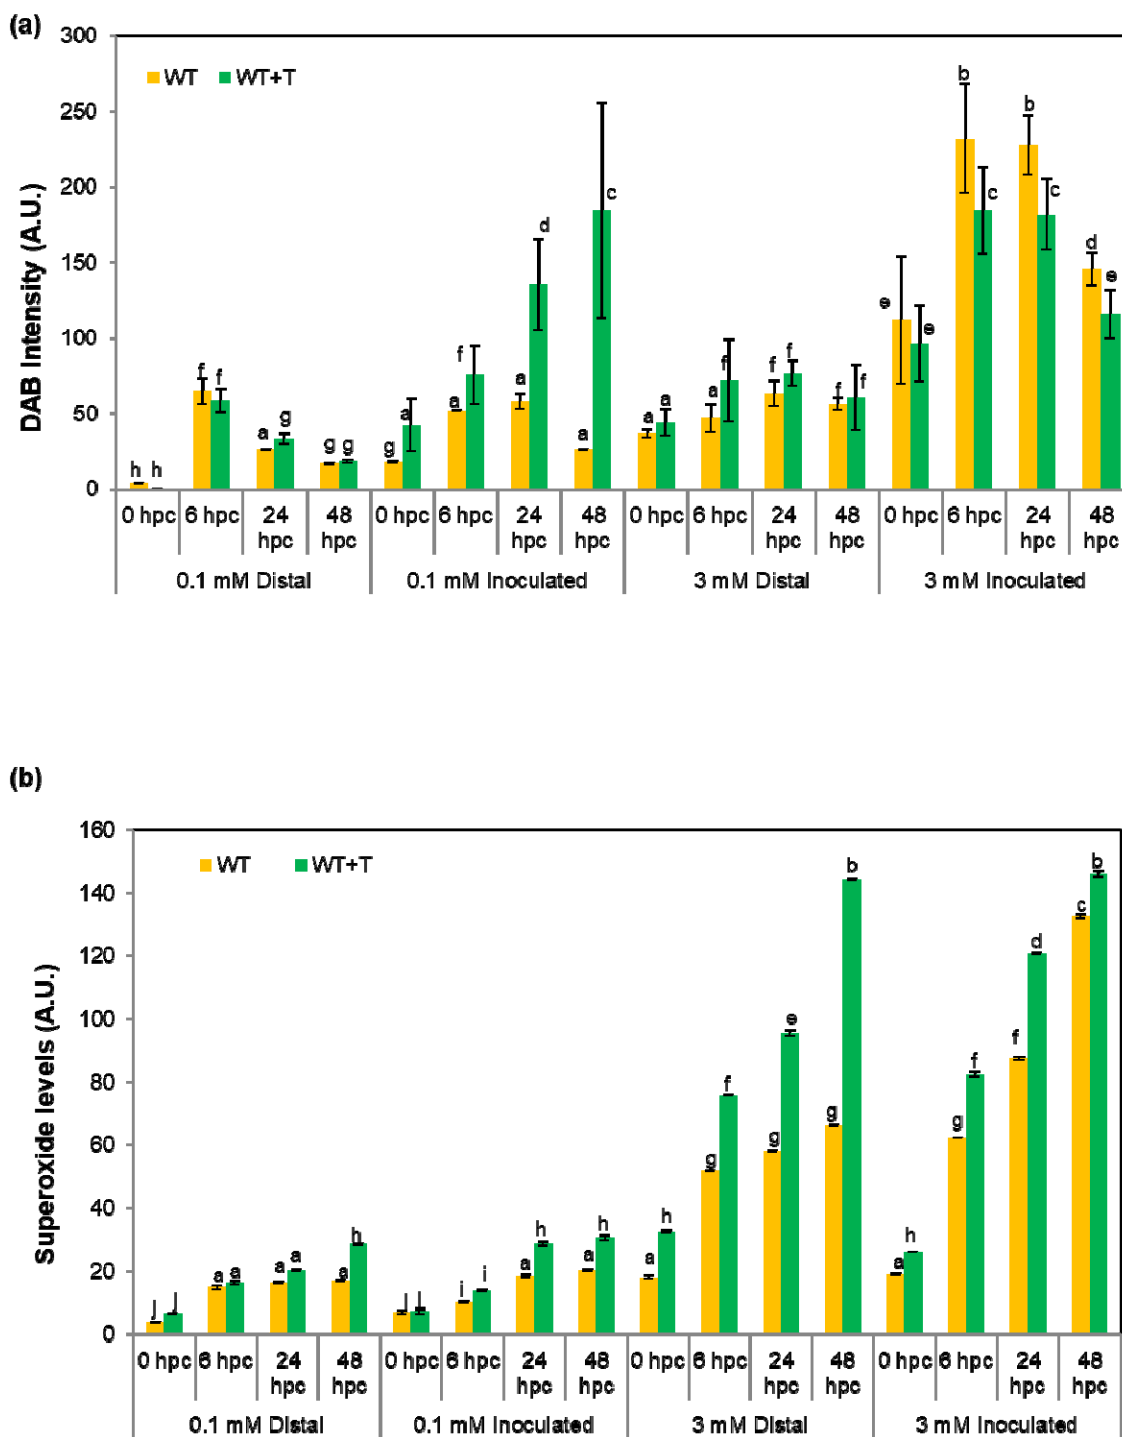 (a)
300
250
200
150
100
50
0
DAB Intensity (A.U.)
WT WT+T
h h f f a g g g
g a a f a d a c
a a a f f f f f
e e b c b c d e
0 hpc 6 hpc 24 hpc 48 hpc 0 hpc 6 hpc 24 hpc 48 hpc 0 hpc 6 hpc 24 hpc 48 hpc 0 hpc 6 hpc 24 hpc 48 hpc
0.1 mM Distal 0.1 mM Inoculated 3 mM Distal 3 mM Inoculated
(b)
160
140
120
100
80
60
40
20
0
Superoxide levels (A.U.)
WT WT+T
j j a a a a a h
j j i i a h a h
a h g f g e g b
a h g f f d c b
0 hpc 6 hpc 24 hpc 48 hpc 0 hpc 6 hpc 24 hpc 48 hpc 0 hpc 6 hpc 24 hpc 48 hpc 0 hpc 6 hpc 24 hpc 48 hpc
0.1 mM Distal 0.1 mM Inoculated 3 mM Distal 3 mM Inoculated